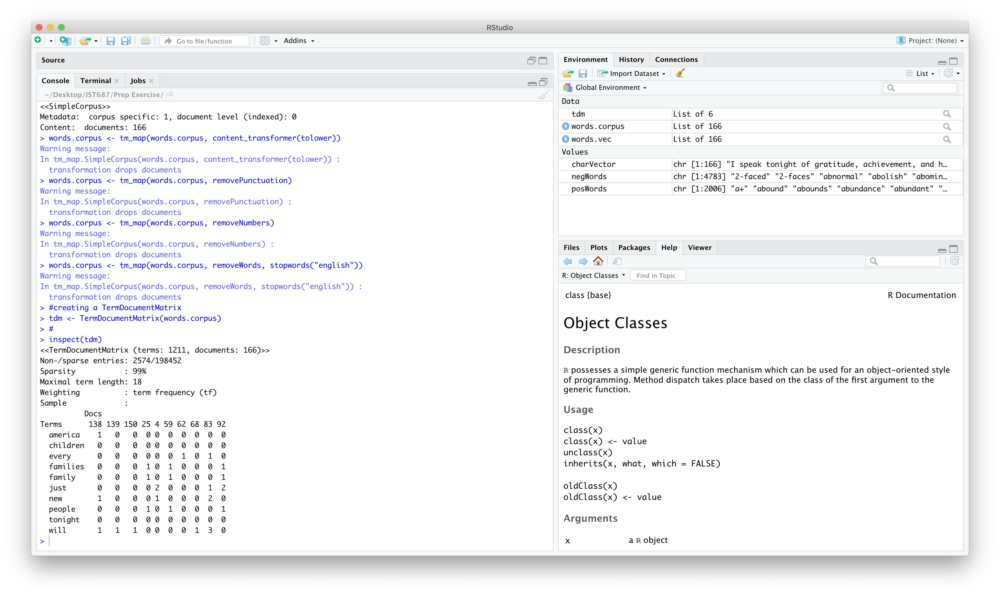 RStudio
Go to file/function
Addins
Project: (None)
Source
Console Terminal Jobs
~/Desktop/IST687/Prep Exercise/
<<SimpleCorpus>>
Metadata:  corpus specific: 1, document level (indexed): 0
Content:  documents: 166
> words.corpus <- tm_map(words.corpus, content_transformer(tolower))
Warning message:
In tm_map.SimpleCorpus(words.corpus, content_transformer(tolower)) :
  transformation drops documents
> words.corpus <- tm_map(words.corpus, removePunctuation)
Warning message:
In tm_map.SimpleCorpus(words.corpus, removePunctuation) :
  transformation drops documents
> words.corpus <- tm_map(words.corpus, removeNumbers)
Warning message:
In tm_map.SimpleCorpus(words.corpus, removeNumbers) :
  transformation drops documents
> words.corpus <- tm_map(words.corpus, removeWords, stopwords("english"))
Warning message:
In tm_map.SimpleCorpus(words.corpus, removeWords, stopwords("english")) :
  transformation drops documents
> #creating a TermDocumentMatrix
> tdm <- TermDocumentMatrix(words.corpus)
> #
> inspect(tdm)
<<TermDocumentMatrix (terms: 1211, documents: 166)>>
Non-/sparse entries: 2574/198452
Sparsity           : 99%
Maximal term length: 18
Weighting          : term frequency (tf)
Sample             :
          Docs
Terms      138 139 150 25 4 59 62 68 83 92
  america    1   0   0  0 0  0  0  0  0  0
  children   0   0   0  0 0  0  0  0  0  0
  every      0   0   0  0 0  0  1  0  1  0
  families   0   0   0  1 0  1  0  0  0  1
  family     0   0   0  1 0  1  0  0  0  1
  just       0   0   0  0 2  0  0  0  1  2
  new        1   0   0  0 1  0  0  0  2  0
  people     0   0   0  1 0  1  0  0  0  1
  tonight    0   0   0  0 0  0  0  0  0  0
  will       1   1   1  0 0  0  0  1  3  0
>
Environment History Connections
Import Dataset
List
Global Environment
Data
tdm List of 6
words.corpus List of 166
words.vec List of 166
Values
charVector chr [1:166] "I speak tonight of gratitude, achievement, and h…
negWords chr [1:4783] "2-faced" "2-faces" "abnormal" "abolish" "abomin…
posWords chr [1:2006] "a+" "abound" "abounds" "abundance" "abundant" "…
Files Plots Packages Help Viewer
R: Object Classes
Find in Topic
class {base} R Documentation
Object Classes
Description
R possesses a simple generic function mechanism which can be used for an object-oriented style
of programming. Method dispatch takes place based on the class of the first argument to the
generic function.
Usage
class(x)
class(x) <- value
unclass(x)
inherits(x, what, which = FALSE)
oldClass(x)
oldClass(x) <- value
Arguments
x a R object